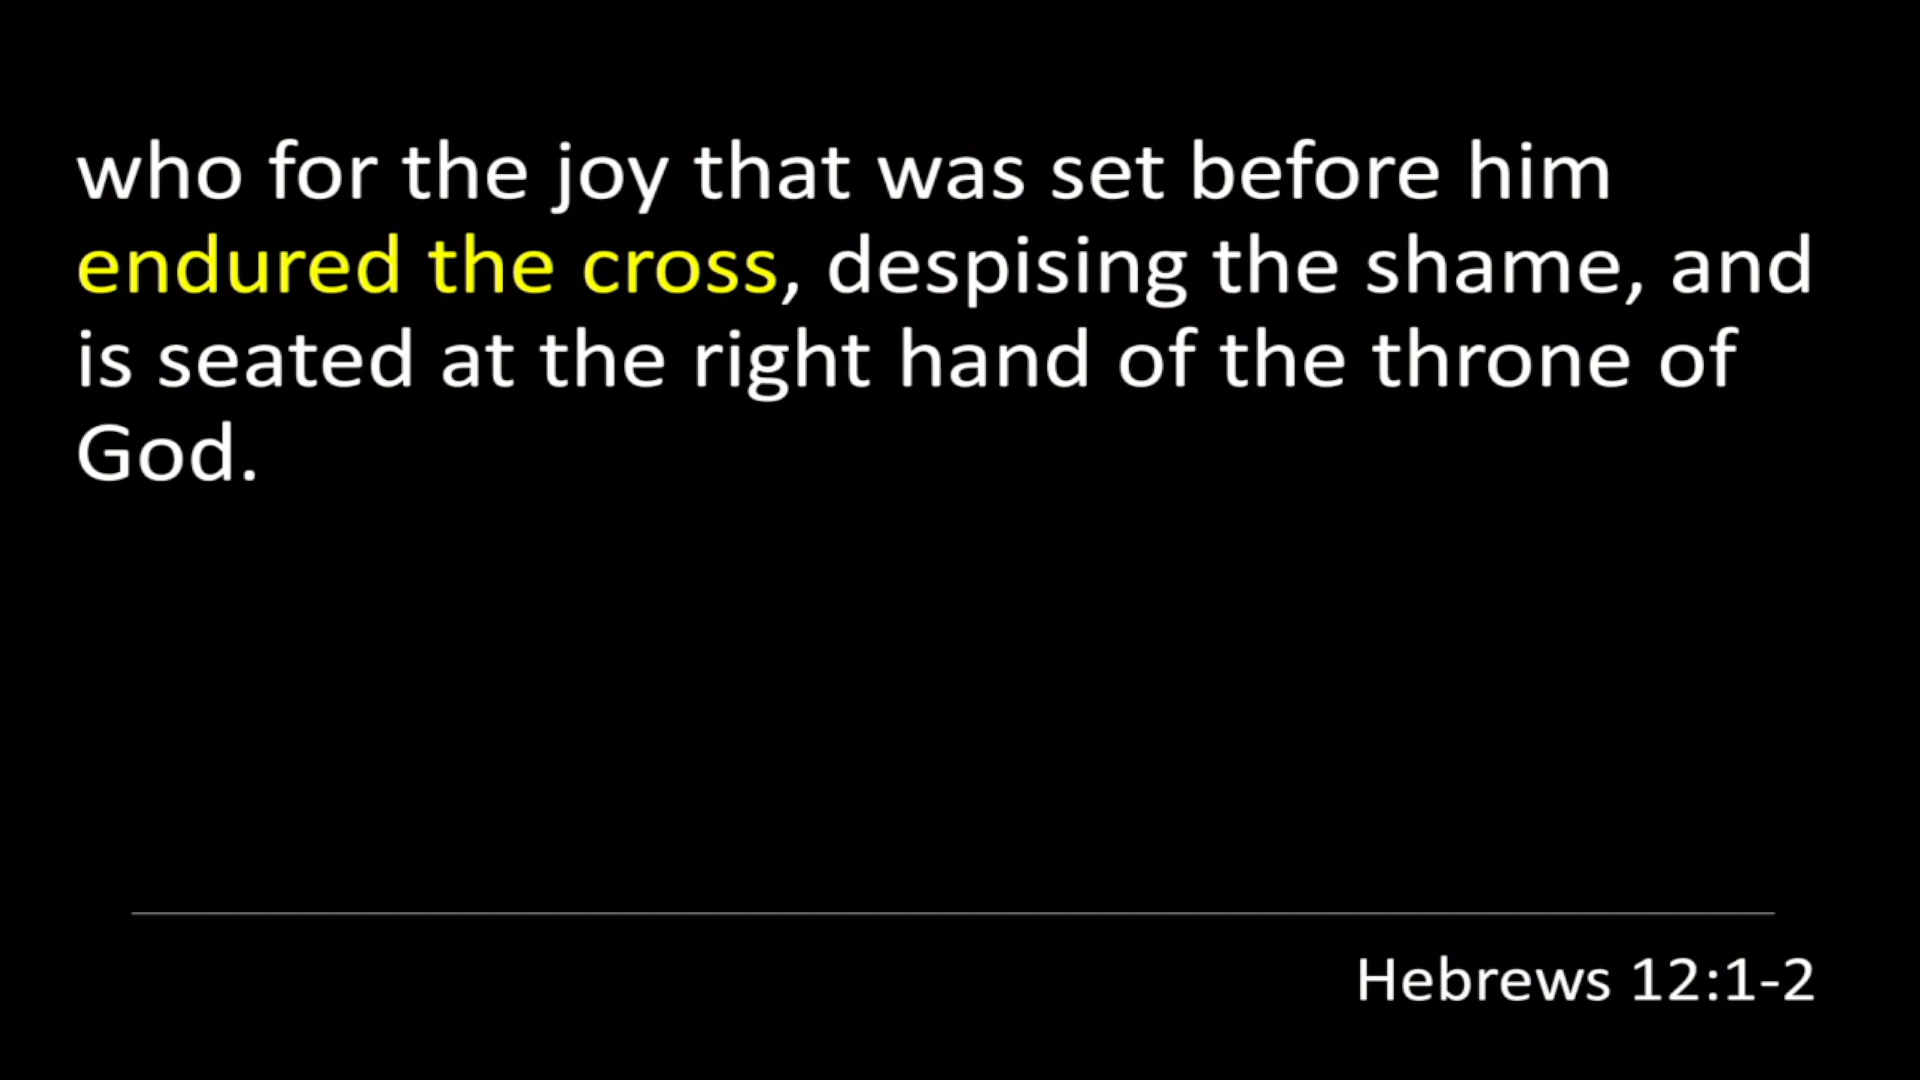 who for the joy that was set before him
endured the cross, despising the shame, and
is seated at the right hand of the throne of
God.
Hebrews 12:1-2